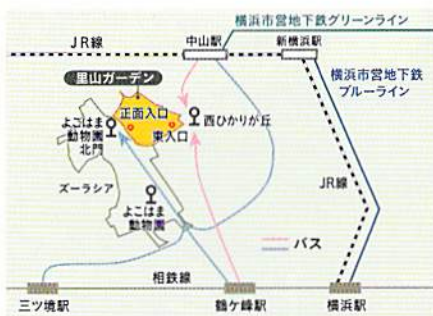 横浜市営地下鉄グリーンライン
JR線
中山駅
新横浜駅
横浜市営地下鉄
ブルーライン
里山ガーデン
正面入口
東入口
西ひかりが丘
よこはま
動物園
北門
ズーラシア
よこはま
動物園
JR線
バス
相鉄線
三ツ境駅
鶴ケ峰駅
横浜駅